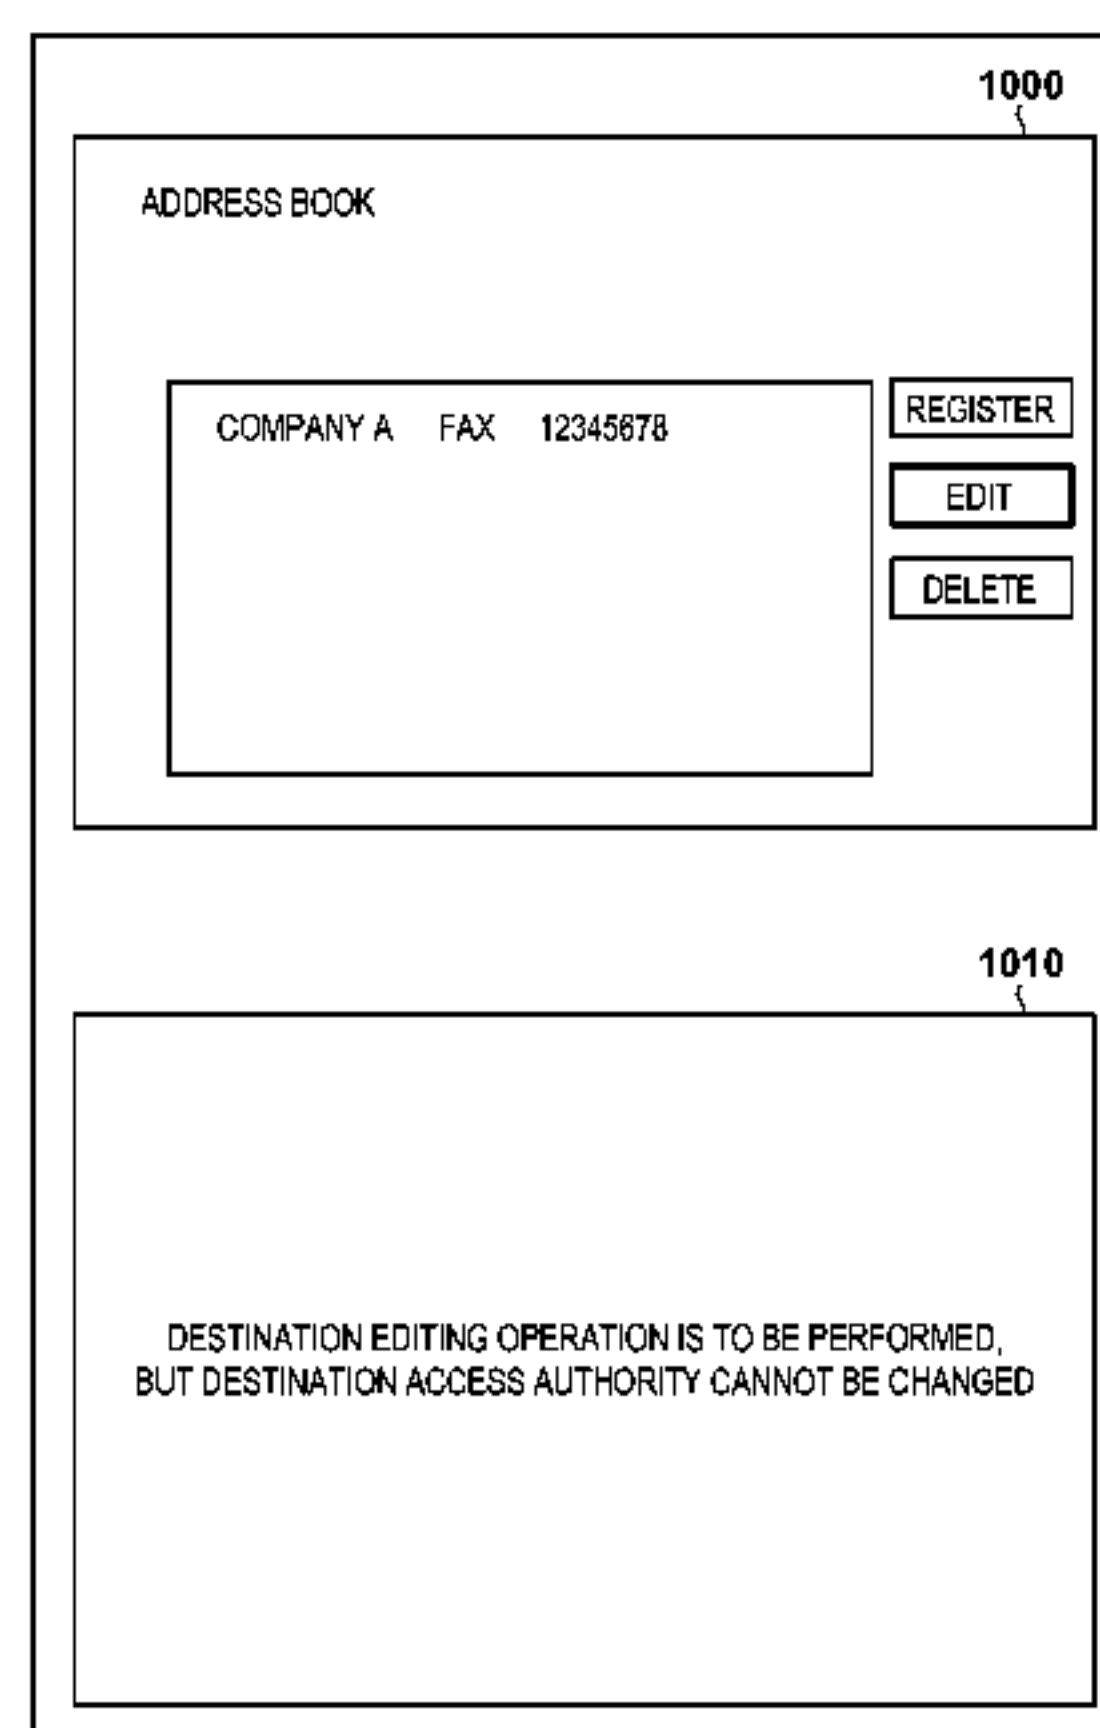 1000
ADDRESS BOOK
COMPANY A FAX 12345678
REGISTER
EDIT
DELETE
1010
DESTINATION EDITING OPERATION IS TO BE PERFORMED,
BUT DESTINATION ACCESS AUTHORITY CANNOT BE CHANGED